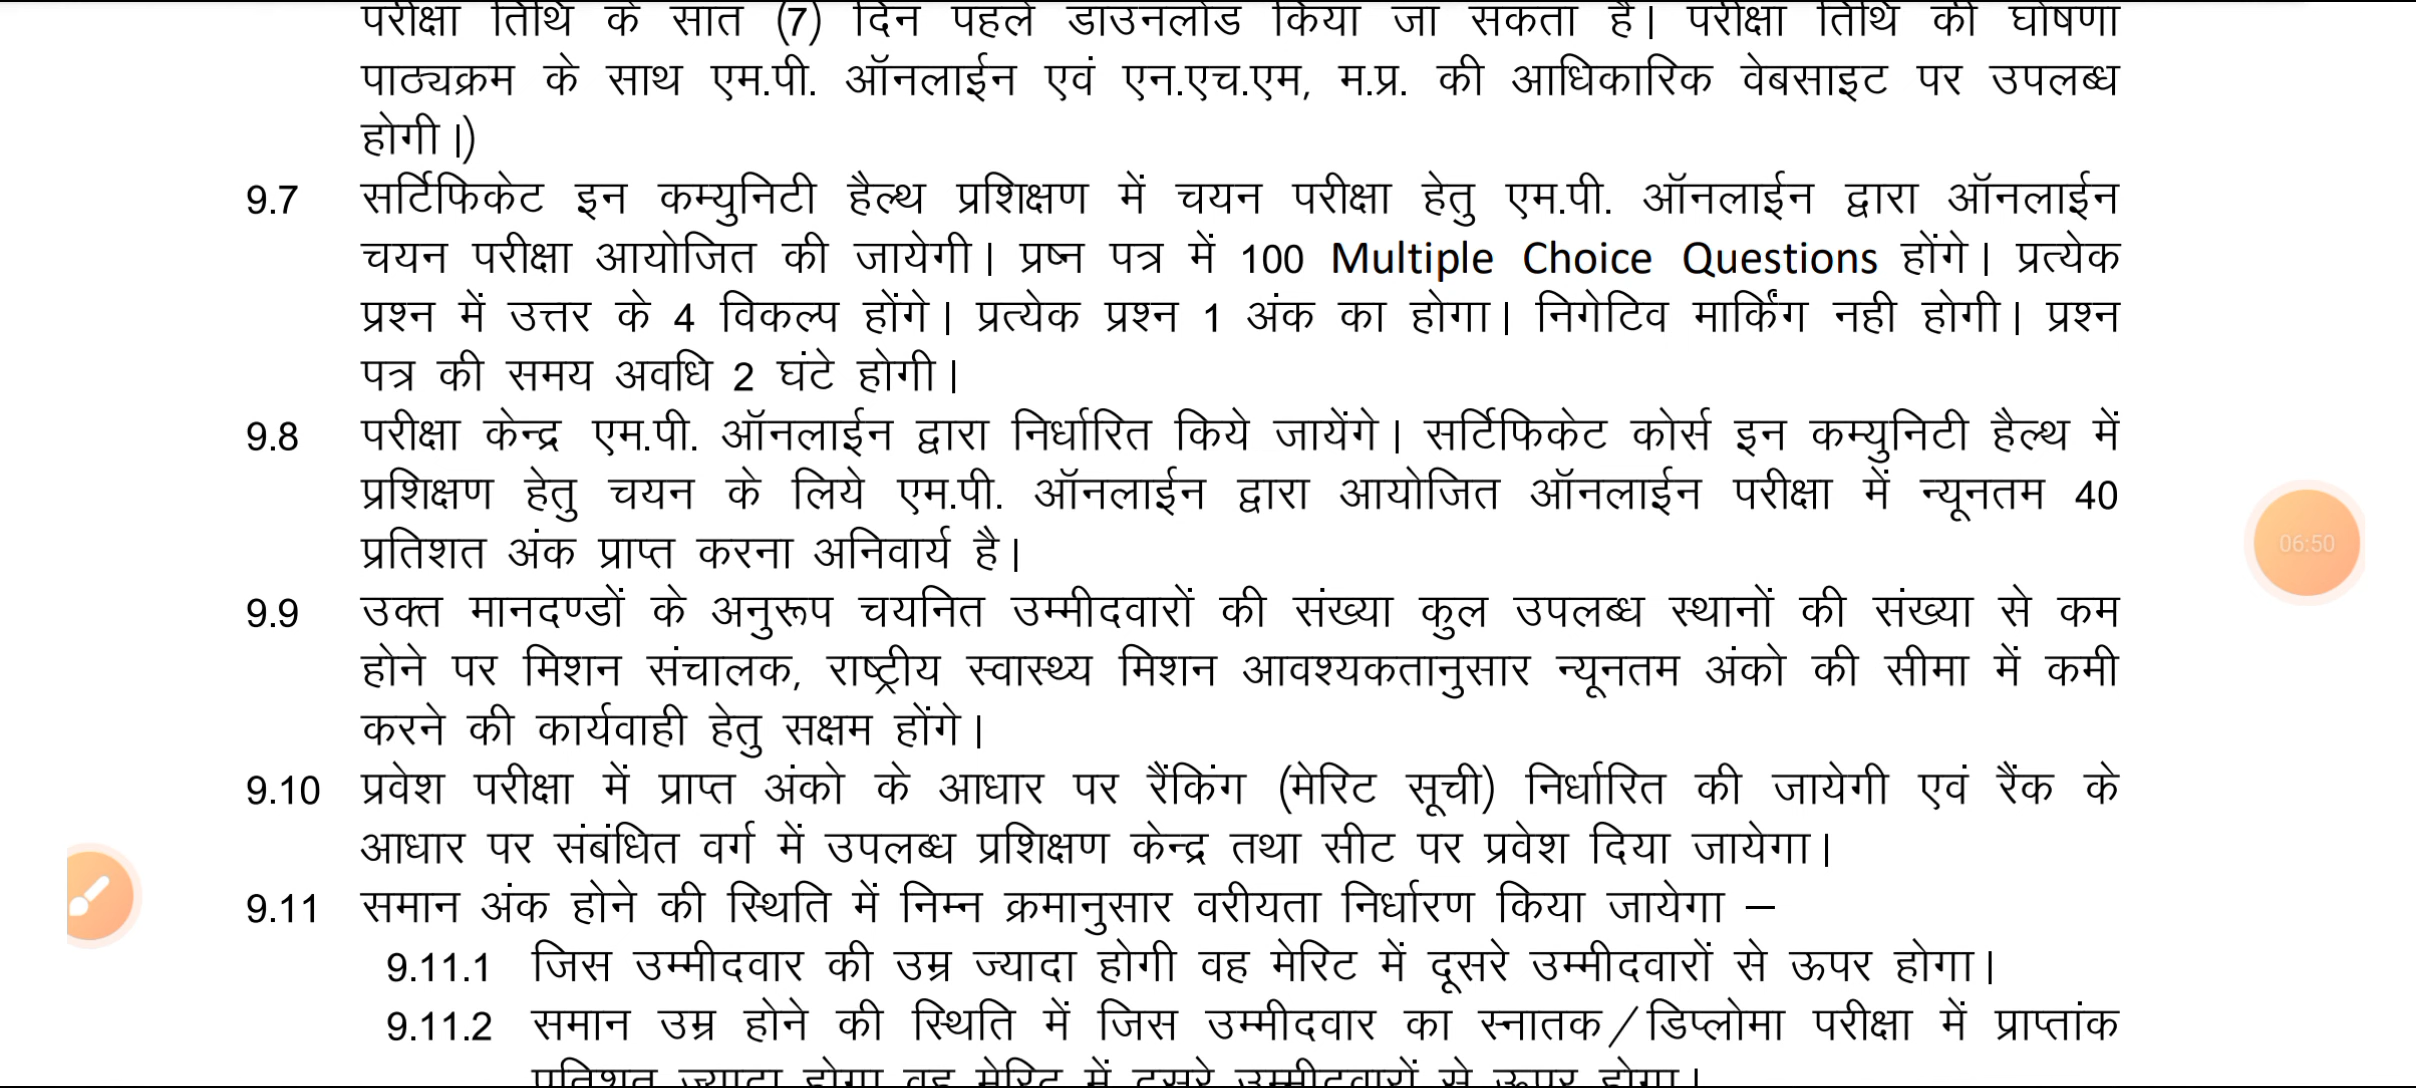 परीक्षा तिथि के सात (7) दिन पहले डाउनलोड किया जा सकता है। परीक्षा तिथि की घोषणा
पाठ्यक्रम के साथ एम.पी. ऑनलाईन एवं एन.एच.एम, म.प्र. की आधिकारिक वेबसाइट पर उपलब्ध
होगी।)
9.7 सर्टिफिकेट इन कम्युनिटी हैल्थ प्रशिक्षण में चयन परीक्षा हेतु एम.पी. ऑनलाईन द्वारा ऑनलाईन
चयन परीक्षा आयोजित की जायेगी। प्रष्न पत्र में 100 Multiple Choice Questions होंगे। प्रत्येक
प्रश्न में उत्तर के 4 विकल्प होंगे। प्रत्येक प्रश्न 1 अंक का होगा। निगेटिव मार्किंग नही होगी। प्रश्न
पत्र की समय अवधि 2 घंटे होगी।
9.8 परीक्षा केन्द्र एम.पी. ऑनलाईन द्वारा निर्धारित किये जायेंगे। सर्टिफिकेट कोर्स इन कम्युनिटी हैल्थ में
प्रशिक्षण हेतु चयन के लिये एम.पी. ऑनलाईन द्वारा आयोजित ऑनलाईन परीक्षा में न्यूनतम 40
प्रतिशत अंक प्राप्त करना अनिवार्य है।
06:50
9.9 उक्त मानदण्डों के अनुरूप चयनित उम्मीदवारों की संख्या कुल उपलब्ध स्थानों की संख्या से कम
होने पर मिशन संचालक, राष्ट्रीय स्वास्थ्य मिशन आवश्यकतानुसार न्यूनतम अंको की सीमा में कमी
करने की कार्यवाही हेतु सक्षम होंगे।
9.10 प्रवेश परीक्षा में प्राप्त अंको के आधार पर रैंकिंग (मेरिट सूची) निर्धारित की जायेगी एवं रैंक के
आधार पर संबंधित वर्ग में उपलब्ध प्रशिक्षण केन्द्र तथा सीट पर प्रवेश दिया जायेगा।
9.11 समान अंक होने की स्थिति में निम्न क्रमानुसार वरीयता निर्धारण किया जायेगा –
9.11.1 जिस उम्मीदवार की उम्र ज्यादा होगी वह मेरिट में दूसरे उम्मीदवारों से ऊपर होगा।
9.11.2 समान उम्र होने की स्थिति में जिस उम्मीदवार का स्नातक/डिप्लोमा परीक्षा में प्राप्तांक
प्रतिशत ज्यादा होगा वह मेरिट में दूसरे उम्मीदवारों से ऊपर होगा।